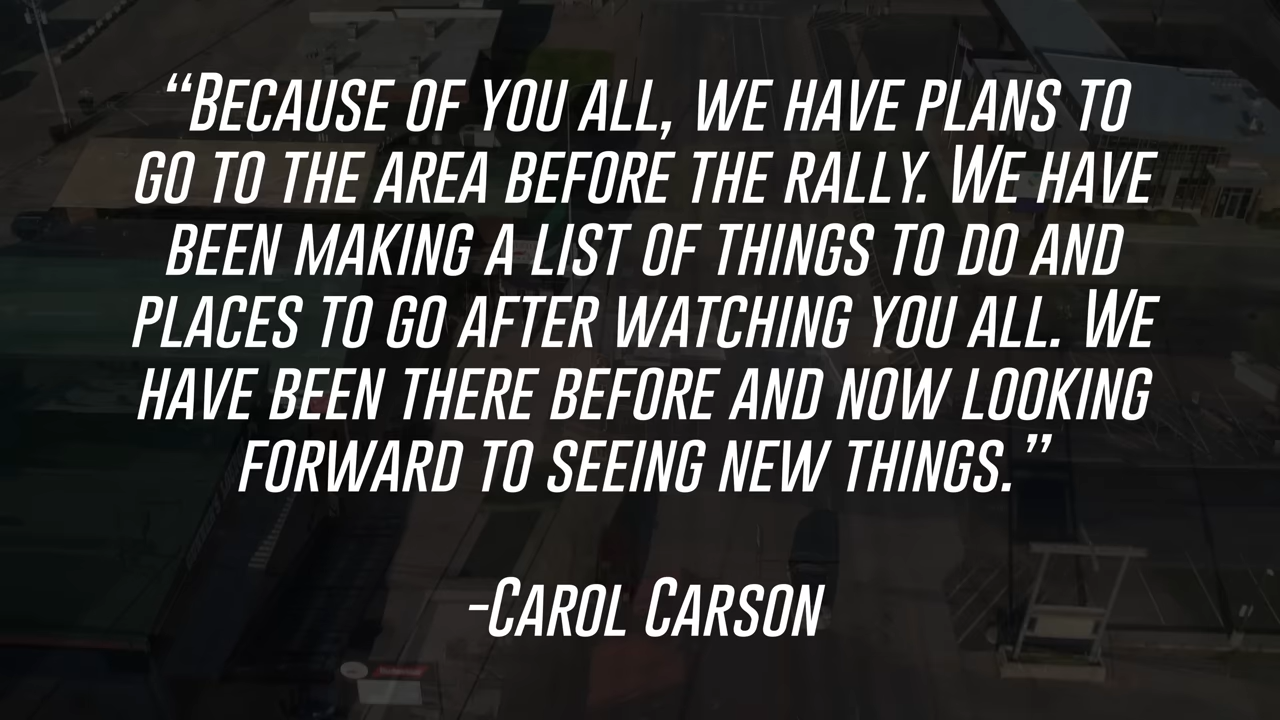 “Because of you all, we have plans to
go to the area before the rally. We have
been making a list of things to do and
places to go after watching you all. We
have been there before and now looking
forward to seeing new things.”
-Carol Carson